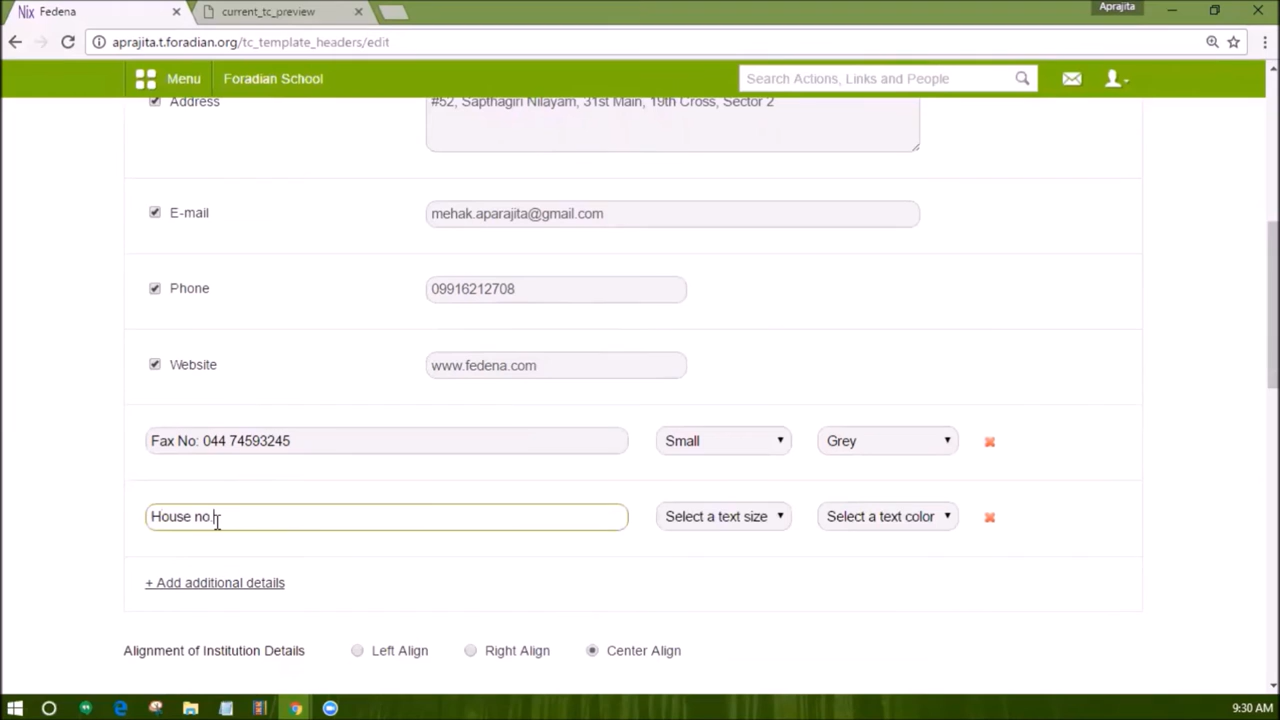 Nix Fedena
current_tc_preview
Aprajita
aprajita.t.foradian.org/tc_template_headers/edit
Menu
Foradian School
Search Actions, Links and People
Address
#52, Sapthagiri Nilayam, 31st Main, 19th Cross, Sector 2
E-mail
mehak.aparajita@gmail.com
Phone
09916212708
Website
www.fedena.com
Fax No: 044 74593245
Small
Grey
House no.
Select a text size
Select a text color
+ Add additional details
Alignment of Institution Details
Left Align
Right Align
Center Align
9:30 AM